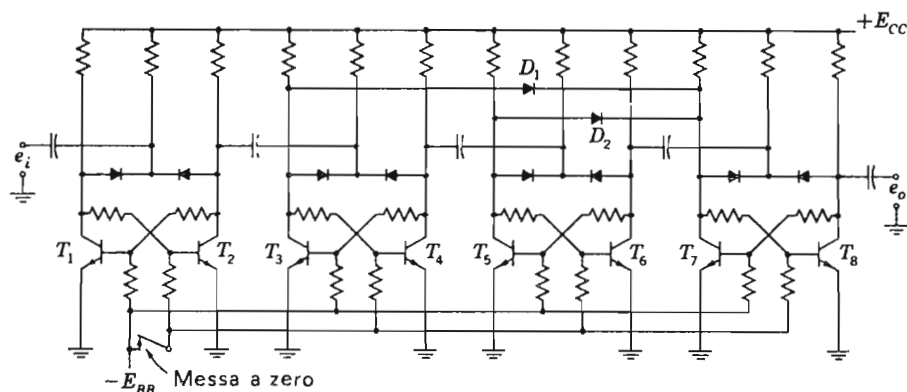 +E_CC
D_1
D_2
e_i
e_o
T_1
T_2
T_3
T_4
T_5
T_6
T_7
T_8
−E_BB
Messa a zero